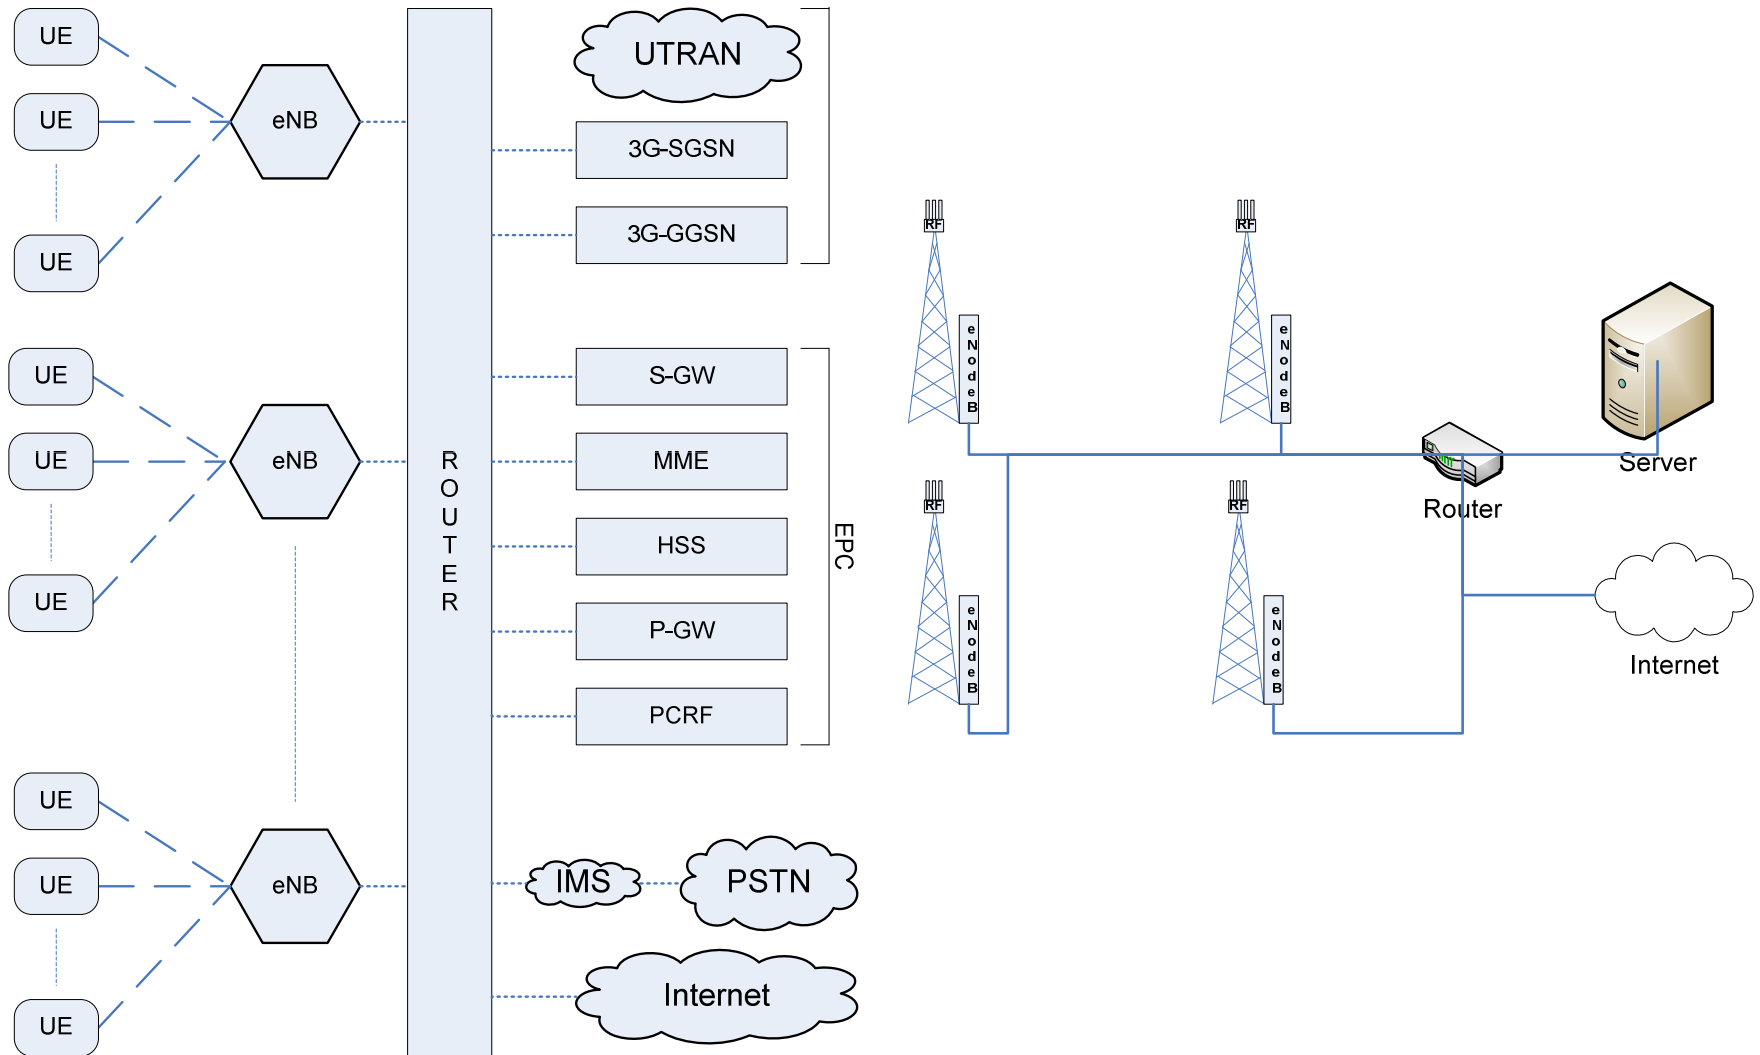 UE
UE
UE
eNB
UE
UE
UE
eNB
UE
UE
UE
eNB
ROUTER
UTRAN
3G-SGSN
3G-GGSN
S-GW
MME
HSS
P-GW
PCRF
EPC
IMS
PSTN
Internet
RF
eNodeB
RF
eNodeB
RF
eNodeB
RF
eNodeB
Router
Server
Internet